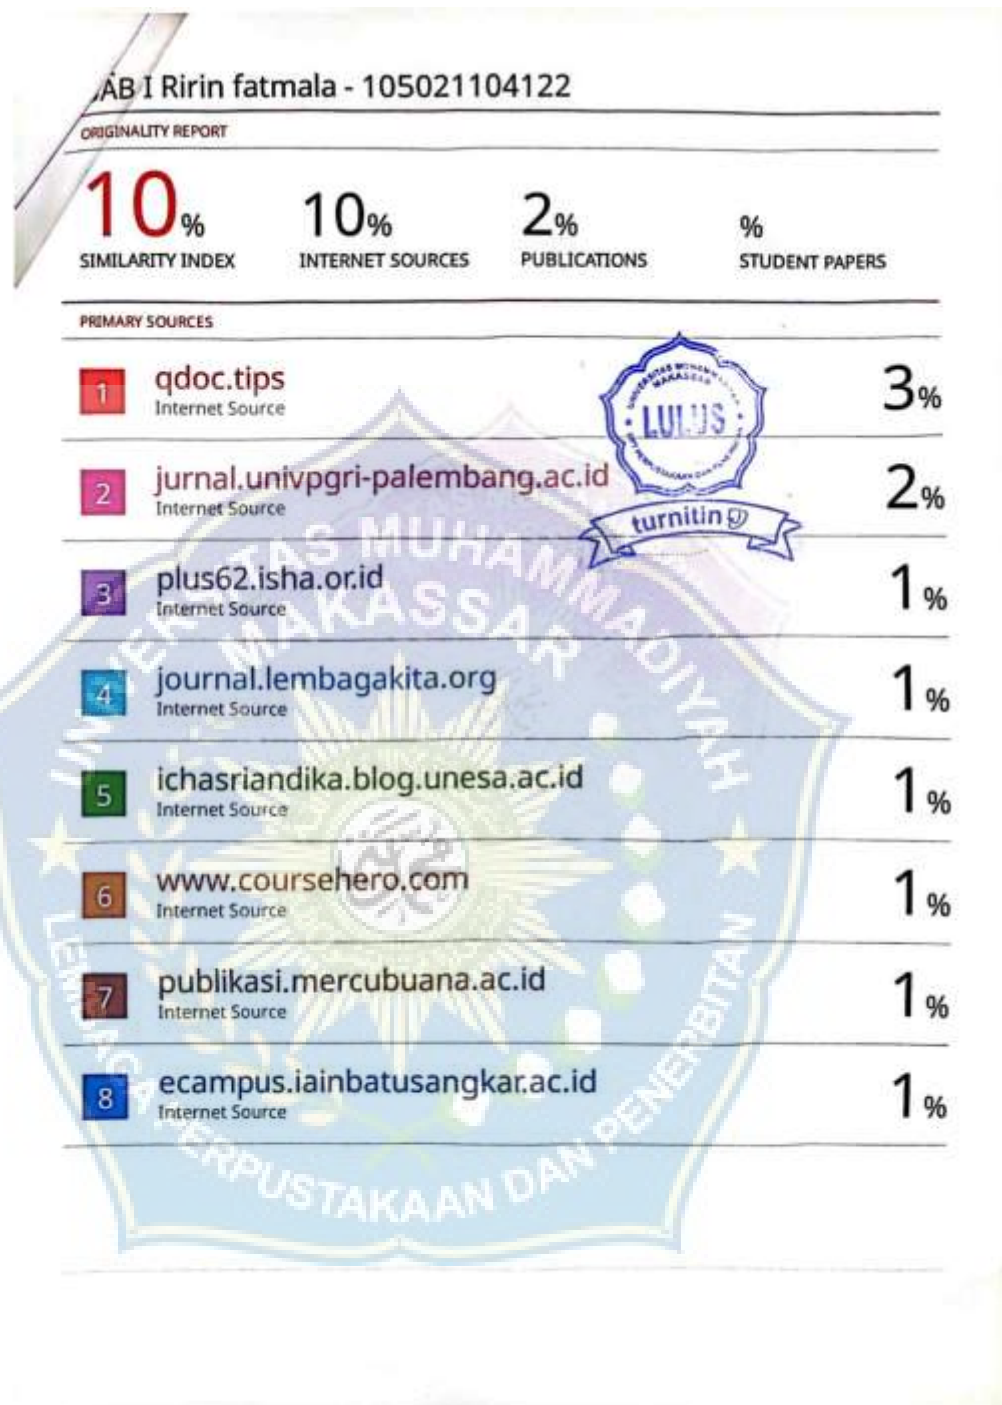 BAB I Ririn fatmala - 105021104122
ORIGINALITY REPORT
10% 10% 2% %
SIMILARITY INDEX INTERNET SOURCES PUBLICATIONS STUDENT PAPERS
PRIMARY SOURCES
1 qdoc.tips 3%
Internet Source
2 jurnal.univpgri-palembang.ac.id 2%
Internet Source
3 plus62.isha.or.id 1%
Internet Source
4 journal.lembagakita.org 1%
Internet Source
5 ichasriandika.blog.unesa.ac.id 1%
Internet Source
6 www.coursehero.com 1%
Internet Source
7 publikasi.mercubuana.ac.id 1%
Internet Source
8 ecampus.iainbatusangkar.ac.id 1%
Internet Source
LULUS
turnitin
UNIVERSITAS MUHAMMADIYAH
MAKASSAR
LEMBAGA PERPUSTAKAAN DAN PENERBITAN